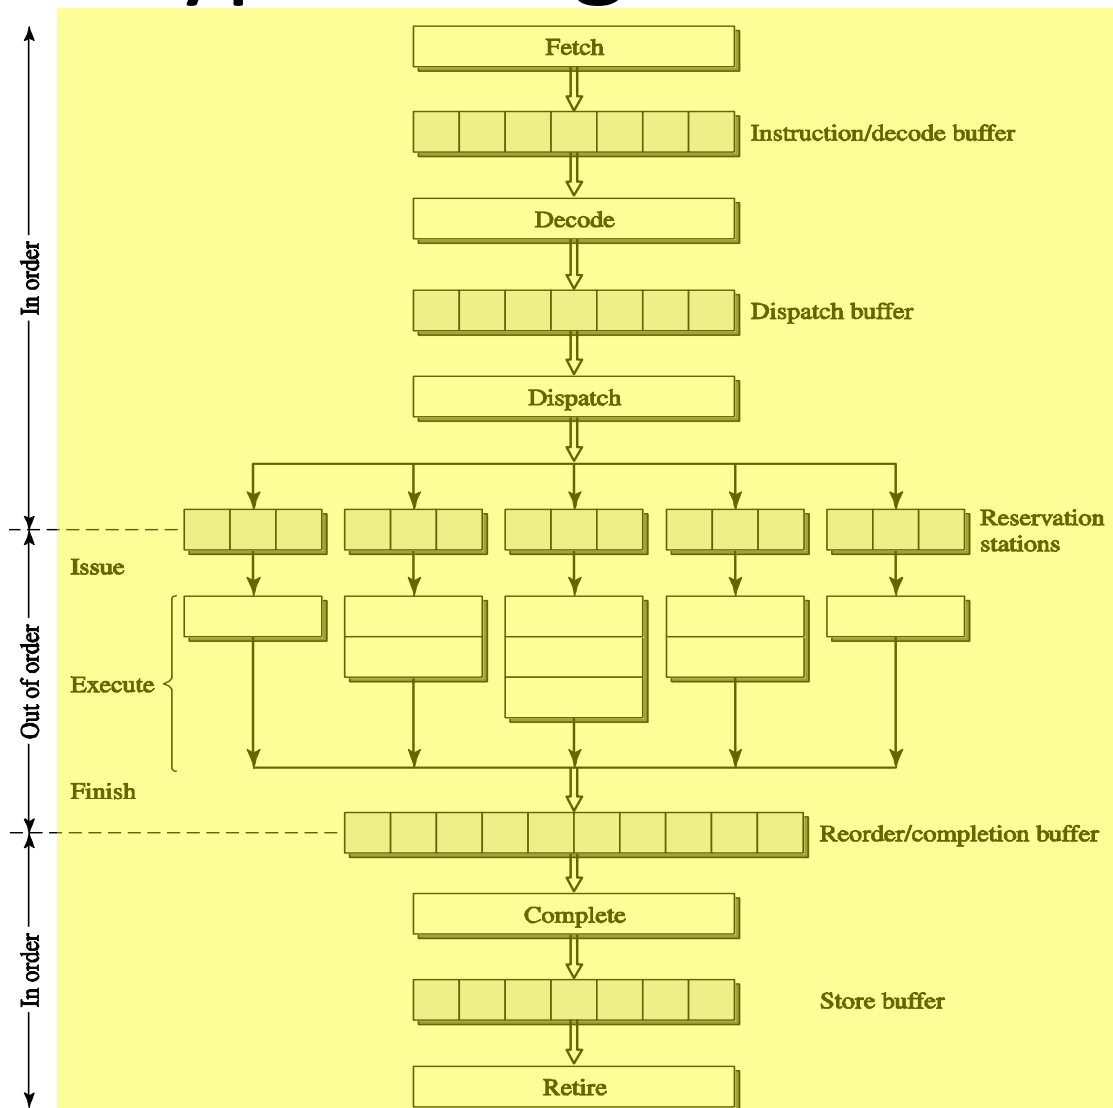 Fetch
Instruction/decode buffer
Decode
In order
Dispatch buffer
Dispatch
Reservation
stations
Issue
Out of order
Execute
Finish
Reorder/completion buffer
Complete
In order
Store buffer
Retire